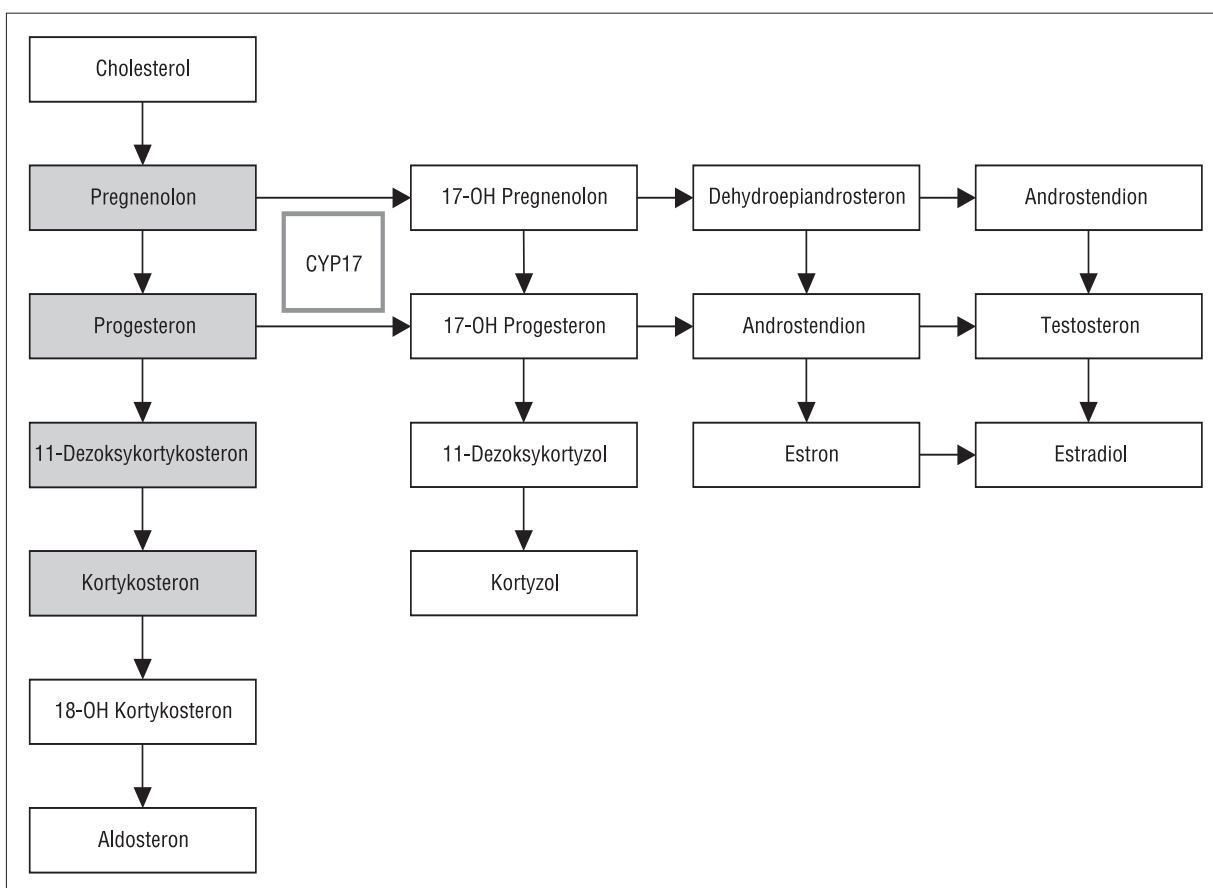 Cholesterol
Pregnenolon
17-OH Pregnenolon
Dehydroepiandrosteron
Androstendion
CYP17
Progesteron
17-OH Progesteron
Androstendion
Testosteron
11-Dezoksykortykosteron
11-Dezoksykortyzol
Estron
Estradiol
Kortykosteron
Kortyzol
18-OH Kortykosteron
Aldosteron